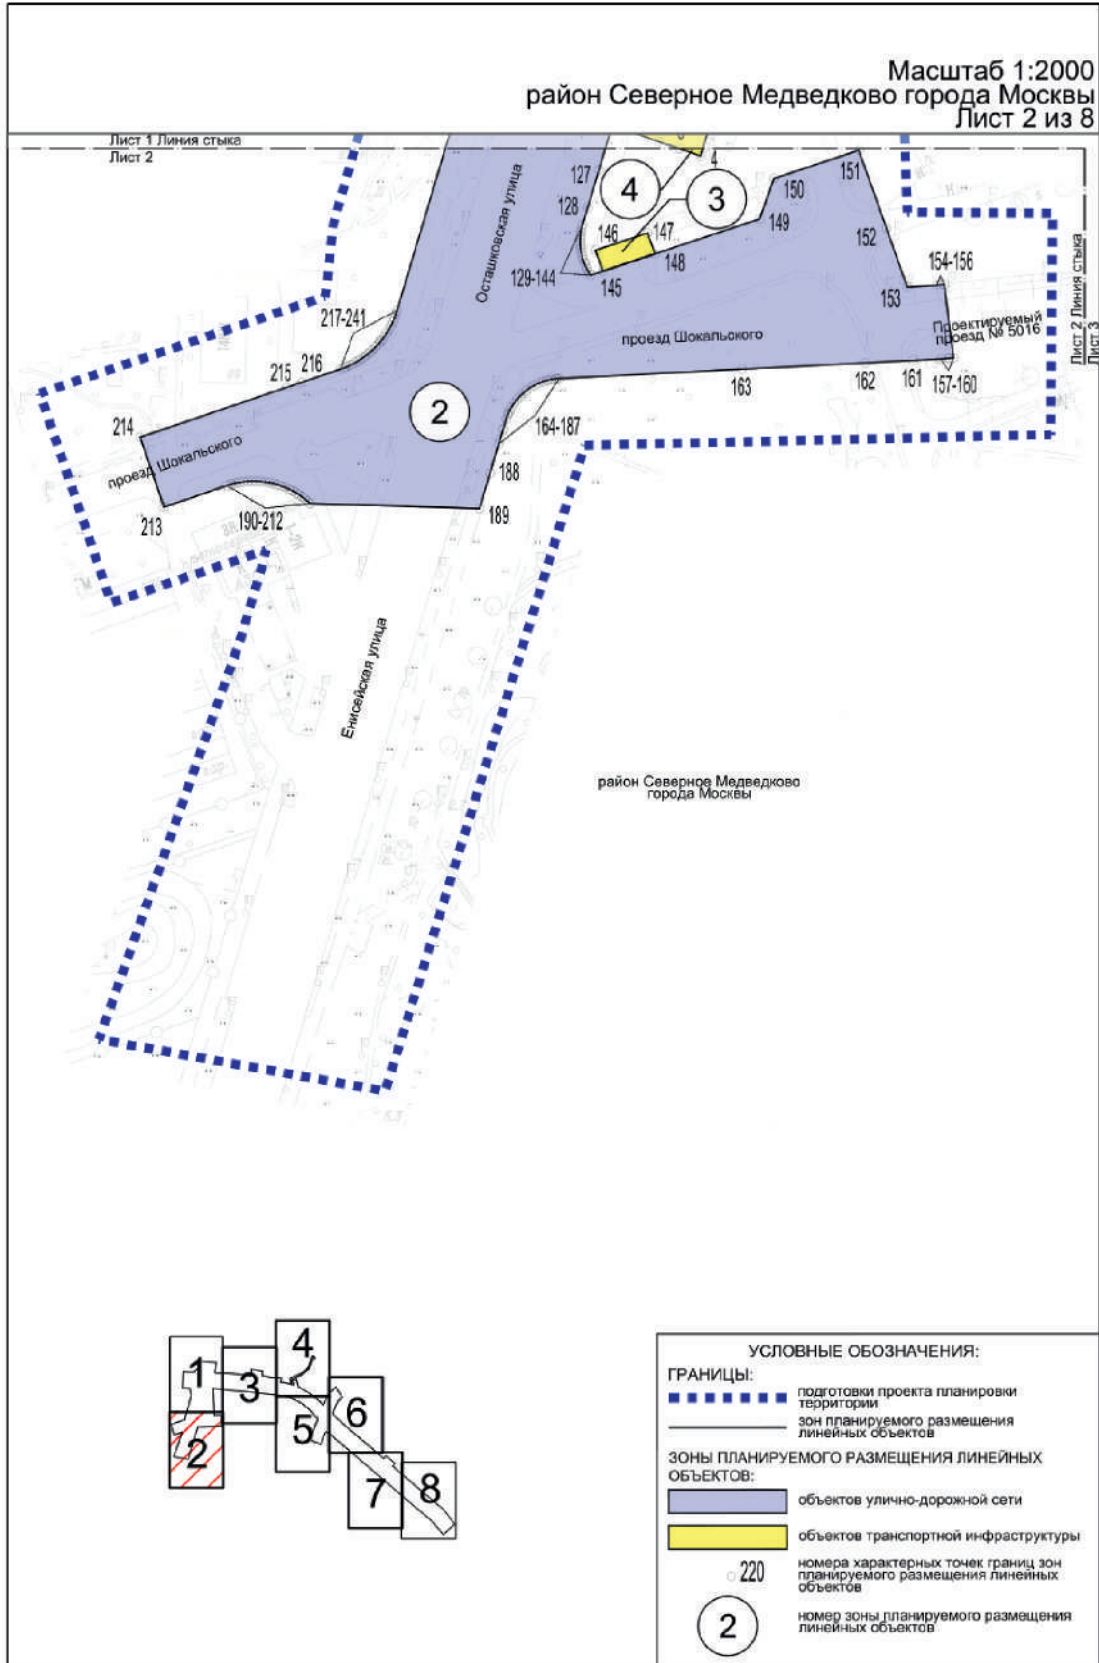 Масштаб 1:2000
район Северное Медведково города Москвы
Лист 2 из 8
Лист 1 Линия стыка
Лист 2
127
128
4
4
3
150
151
149
146
147
148
152
Осташковская улица
129-144
145
153
154-156
Лист 2 Линия стыка
Лист 3
217-241
проезд Шокальского
Проектируемый
проезд № 5016
215
216
163
162
161
157-160
2
214
164-187
проезд Шокальского
188
213
190-212
189
Енисейская улица
район Северное Медведково
города Москвы
1
2
3
4
5
6
7
8
УСЛОВНЫЕ ОБОЗНАЧЕНИЯ:
ГРАНИЦЫ:
подготовки проекта планировки
территории
зон планируемого размещения
линейных объектов
ЗОНЫ ПЛАНИРУЕМОГО РАЗМЕЩЕНИЯ ЛИНЕЙНЫХ
ОБЪЕКТОВ:
объектов улично-дорожной сети
объектов транспортной инфраструктуры
220
номера характерных точек границ зон
планируемого размещения линейных
объектов
2
номер зоны планируемого размещения
линейных объектов